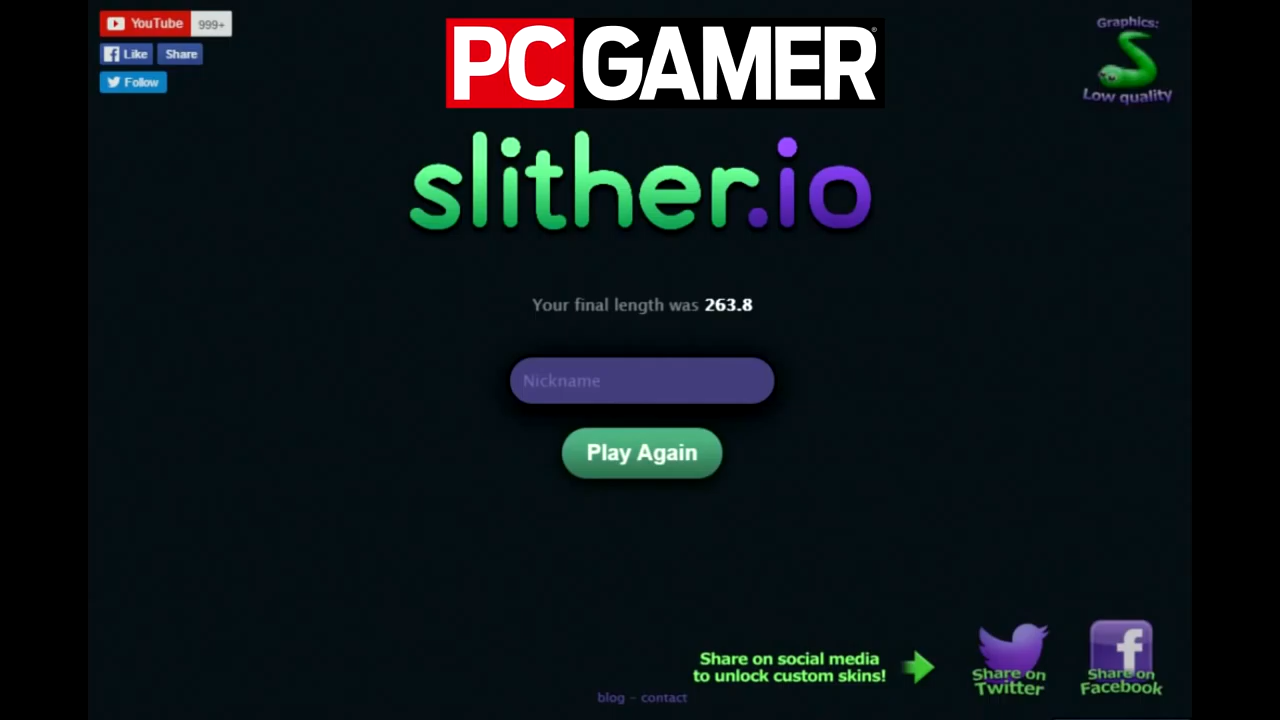 YouTube 999+
Like Share
Follow
PC GAMER®
Graphics:
Low quality
slither.io
Your final length was 263.8
Nickname
Play Again
Share on social media
to unlock custom skins!
Share on
Twitter
Share on
Facebook
blog - contact